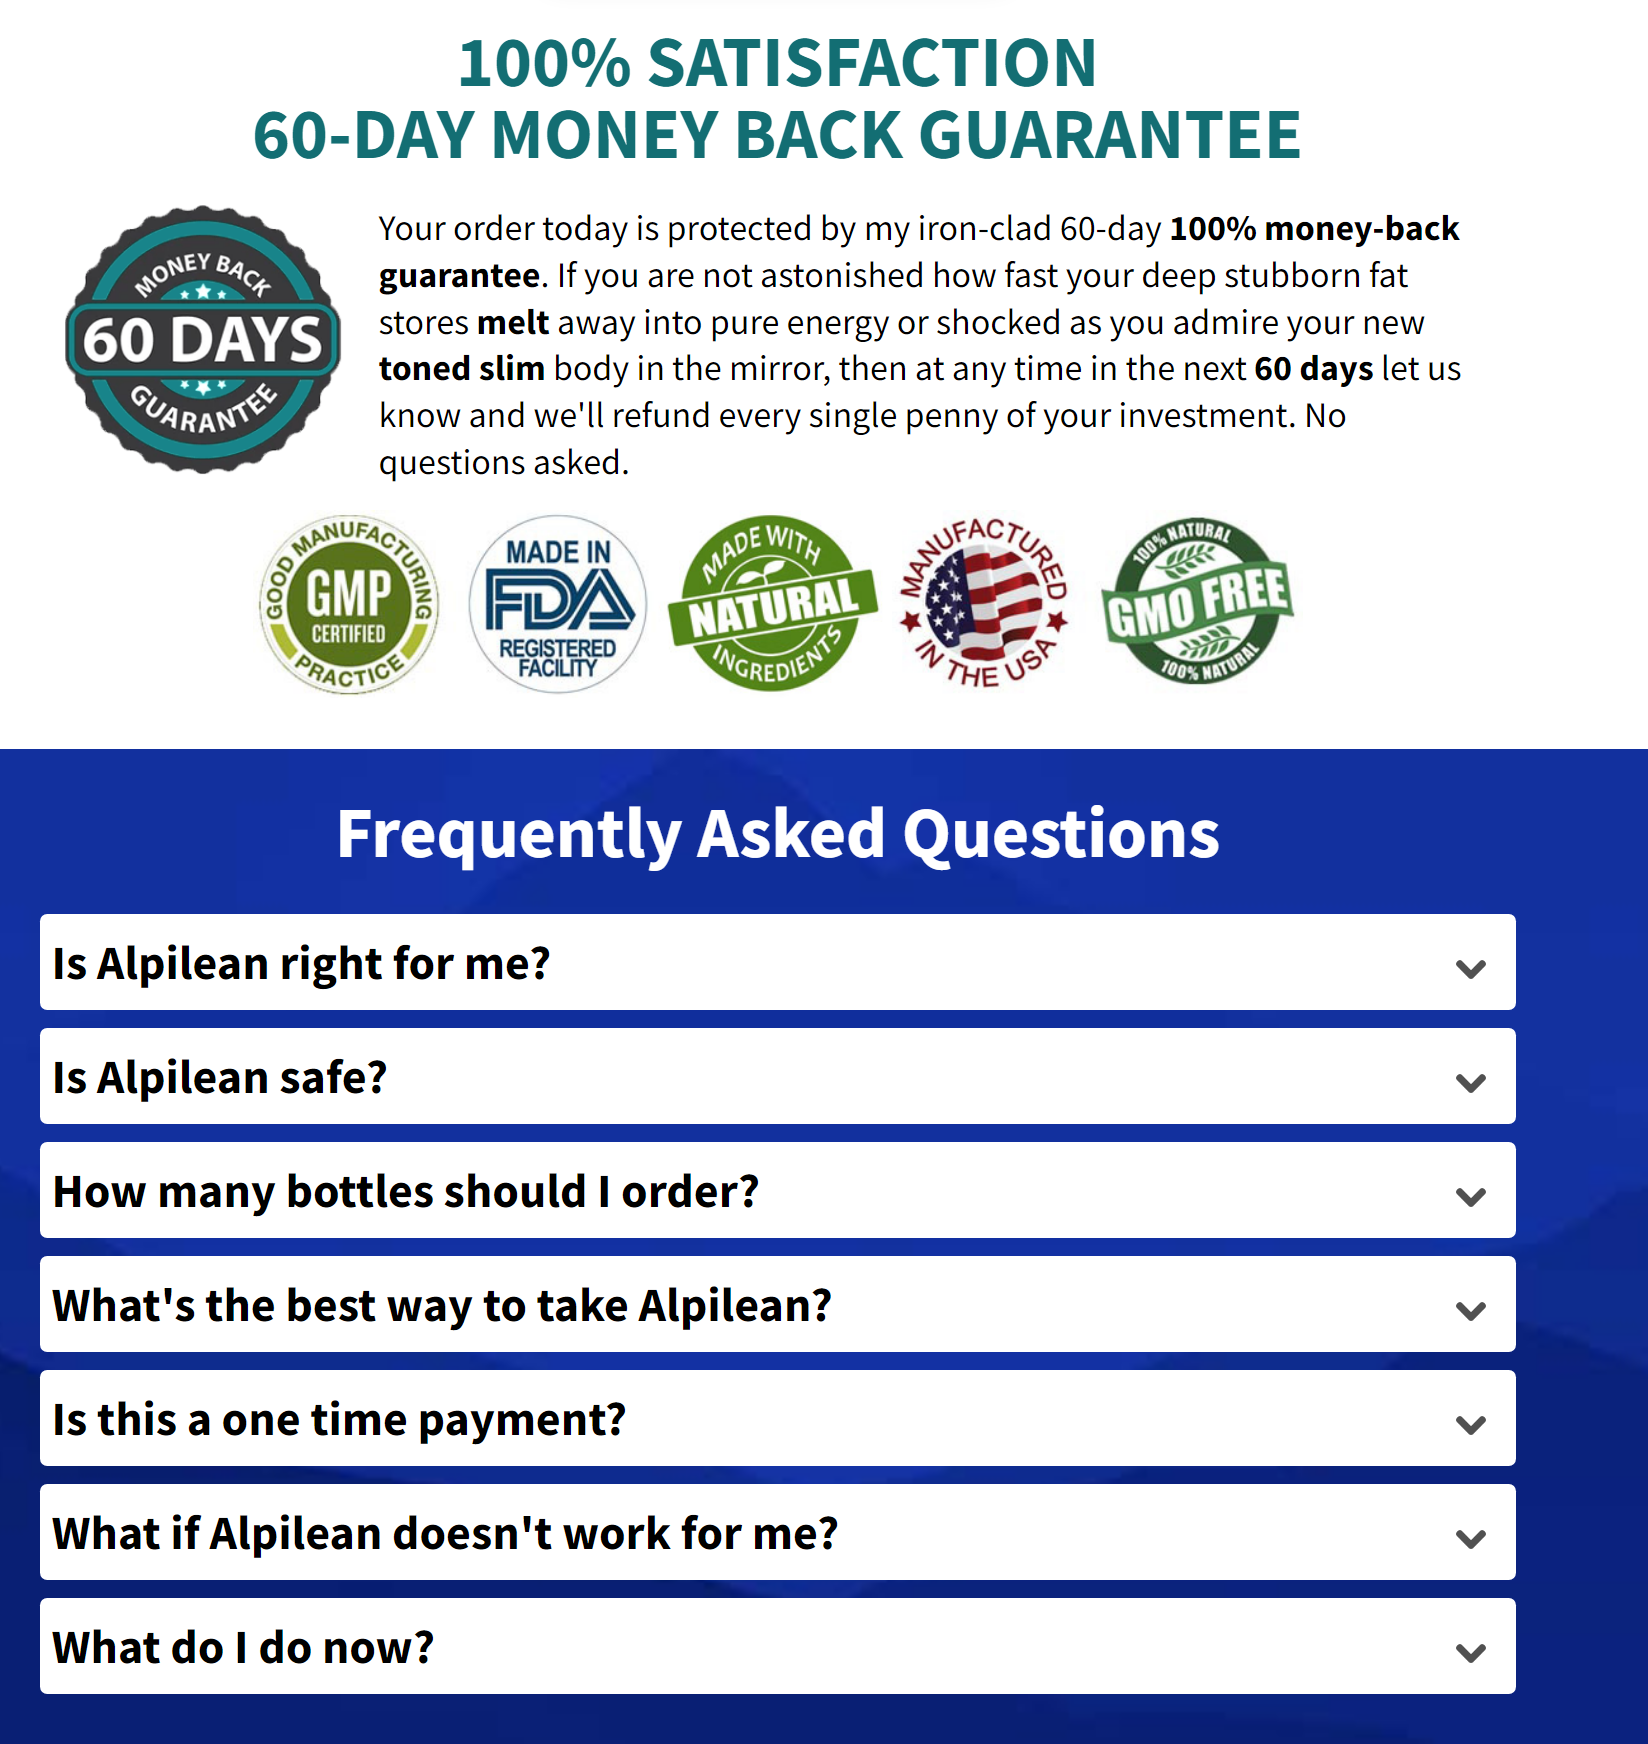 100% SATISFACTION
60-DAY MONEY BACK GUARANTEE
MONEY BACK
60 DAYS
GUARANTEE
Your order today is protected by my iron-clad 60-day 100% money-back
guarantee. If you are not astonished how fast your deep stubborn fat
stores melt away into pure energy or shocked as you admire your new
toned slim body in the mirror, then at any time in the next 60 days let us
know and we'll refund every single penny of your investment. No
questions asked.
GOOD MANUFACTURING
GMP
CERTIFIED
PRACTICE
MADE IN
FDA
REGISTERED
FACILITY
MADE WITH
NATURAL
INGREDIENTS
MANUFACTURED
IN THE USA
100% NATURAL
GMO FREE
100% NATURAL
Frequently Asked Questions
Is Alpilean right for me?
Is Alpilean safe?
How many bottles should I order?
What's the best way to take Alpilean?
Is this a one time payment?
What if Alpilean doesn't work for me?
What do I do now?